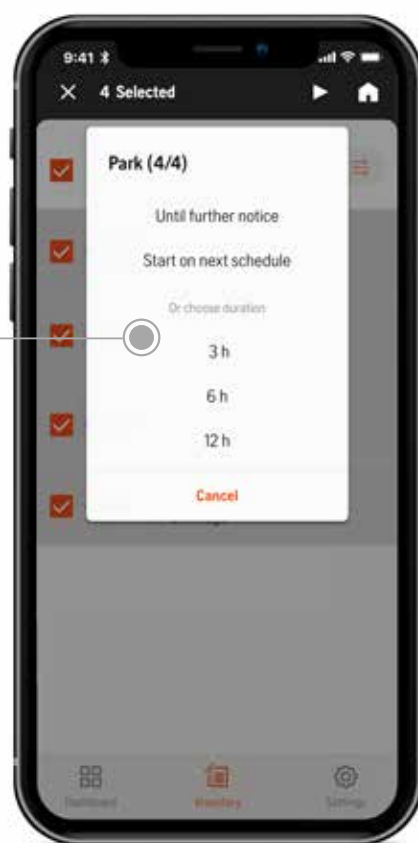 9:41
4 Selected
Park (4/4)
Until further notice
Start on next schedule
Or choose duration
3 h
6 h
12 h
Cancel
Dashboard
Inventory
Settings